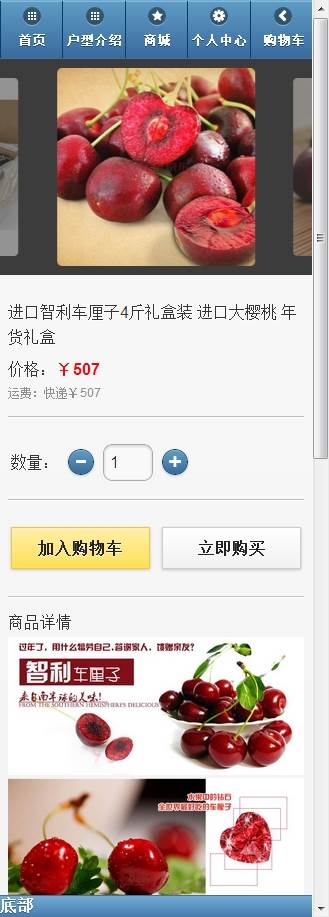 首页 户型介绍 商城 个人中心 购物车
进口智利车厘子4斤礼盒装 进口大樱桃 年
货礼盒
价格：￥507
运费：快递￥507
数量： 1
加入购物车 立即购买
商品详情
过年了，用什么犒劳自己，答谢家人，馈赠亲友？
智利车厘子
来自南半球的美味！
FROM THE SOUTHERN HEMISPHERE'S DELICIOUS
水果中的钻石
全世界最好吃的车厘子
底部